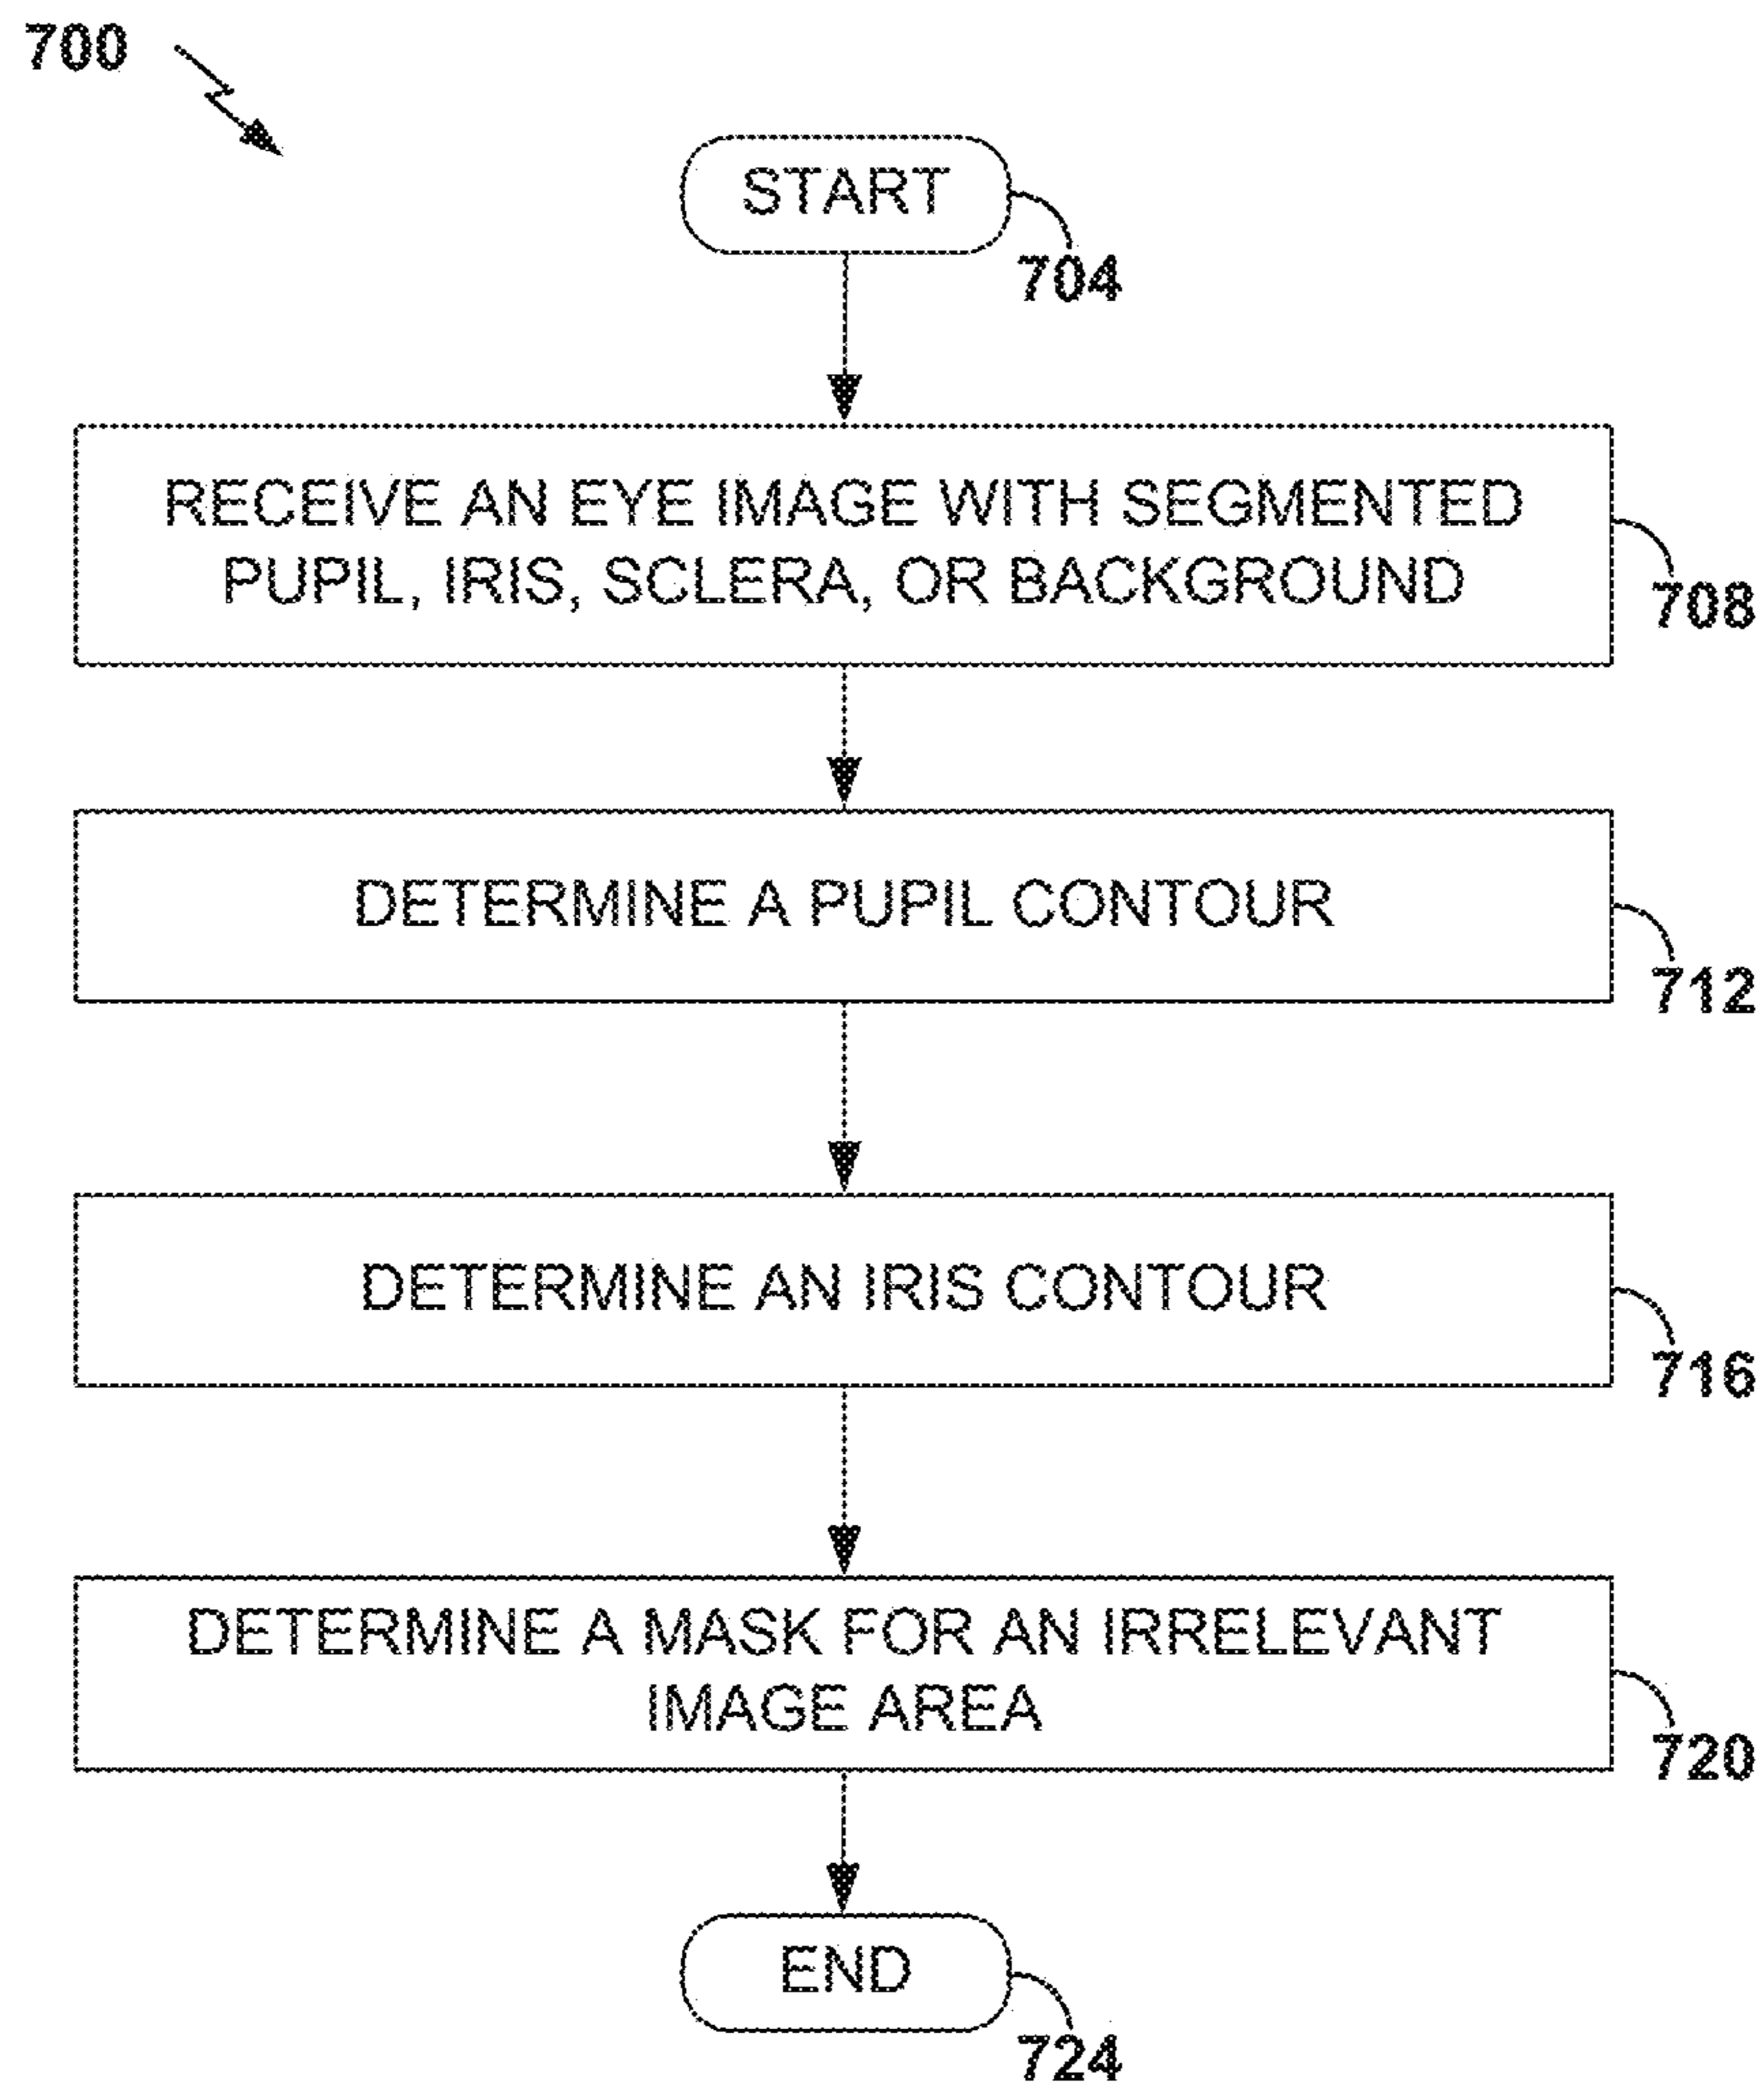 700
START
704
RECEIVE AN EYE IMAGE WITH SEGMENTED
PUPIL, IRIS, SCLERA, OR BACKGROUND
708
DETERMINE A PUPIL CONTOUR
712
DETERMINE AN IRIS CONTOUR
716
DETERMINE A MASK FOR AN IRRELEVANT
IMAGE AREA
720
END
724